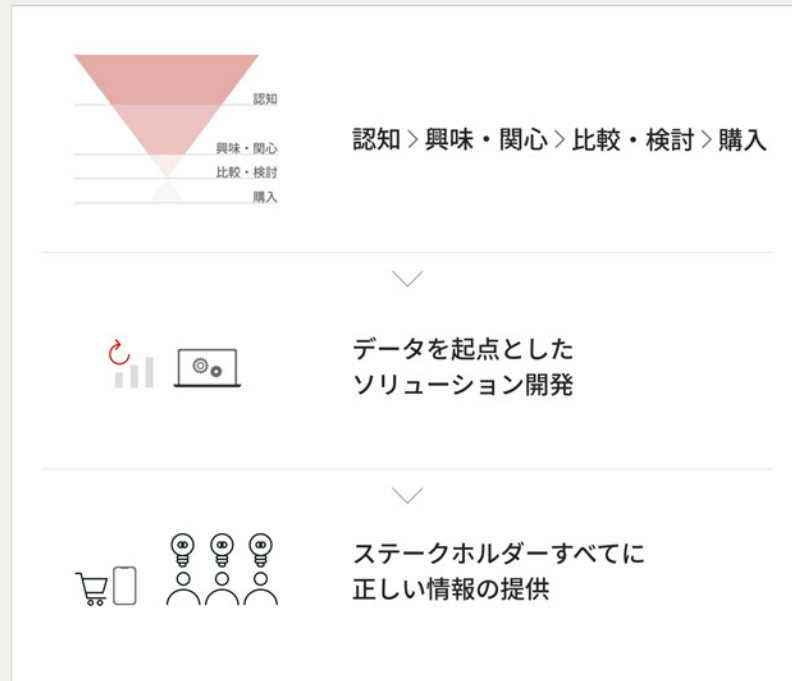 認知
興味・関心
比較・検討
購入
認知＞興味・関心＞比較・検討＞購入
データを起点とした
ソリューション開発
ステークホルダーすべてに
正しい情報の提供